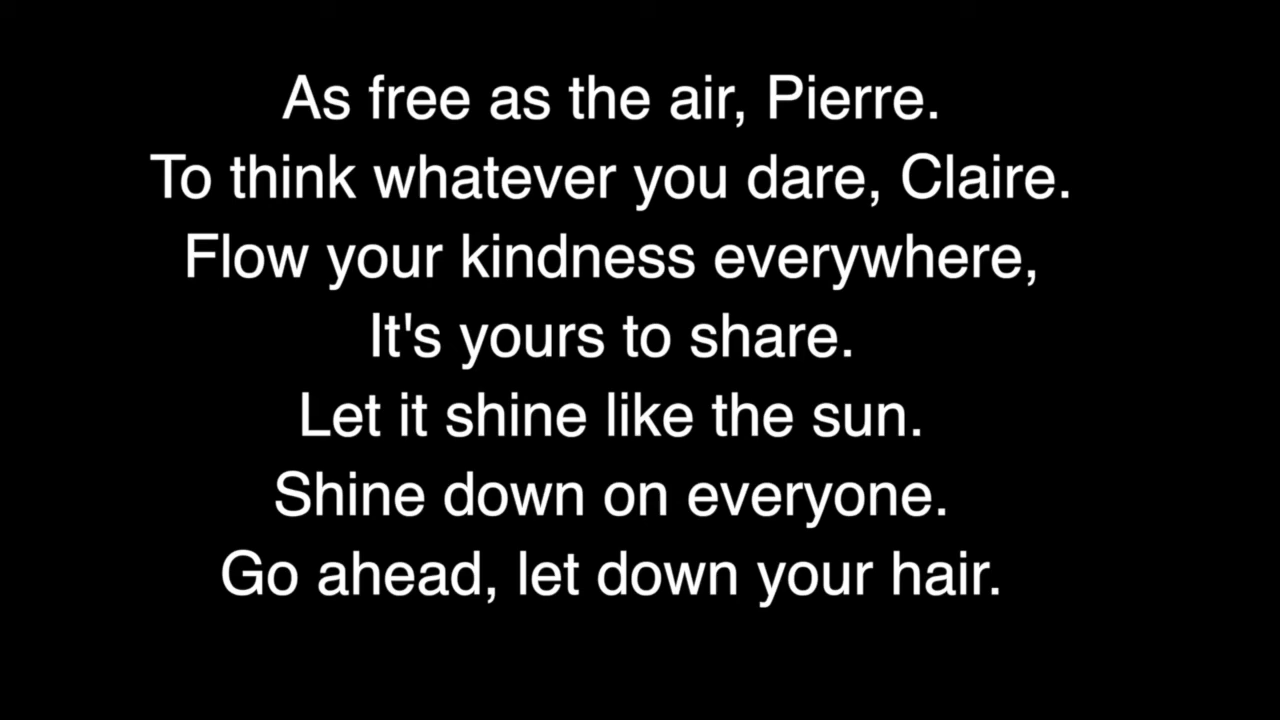 As free as the air, Pierre.
To think whatever you dare, Claire.
Flow your kindness everywhere,
It's yours to share.
Let it shine like the sun.
Shine down on everyone.
Go ahead, let down your hair.